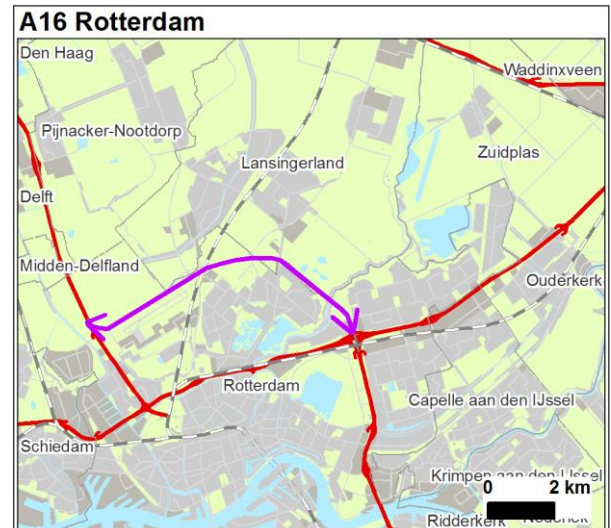 A16 Rotterdam
Den Haag
Waddinxveen
Pijnacker-Nootdorp
Zuidplas
Lansingerland
Delft
Midden-Delfland
Ouderkerk
Rotterdam
Capelle aan den IJssel
Schiedam
Krimpen aan den IJssel
0 2 km
Ridderkerk